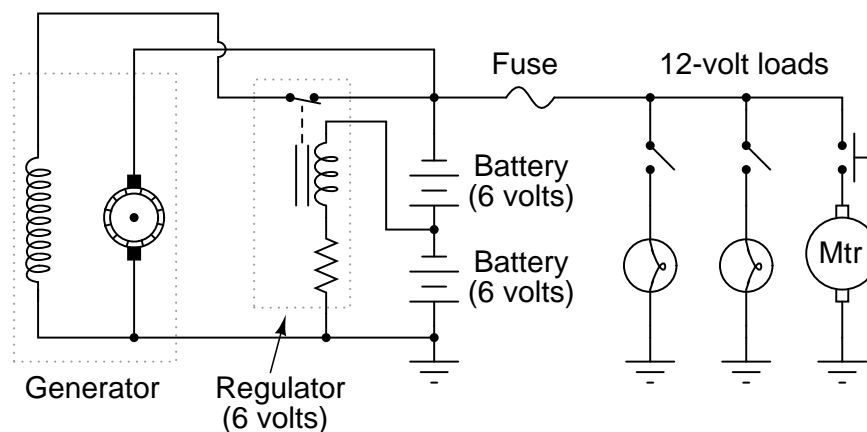 Fuse
12-volt loads
Battery
(6 volts)
Battery
(6 volts)
Mtr
Generator
Regulator
(6 volts)